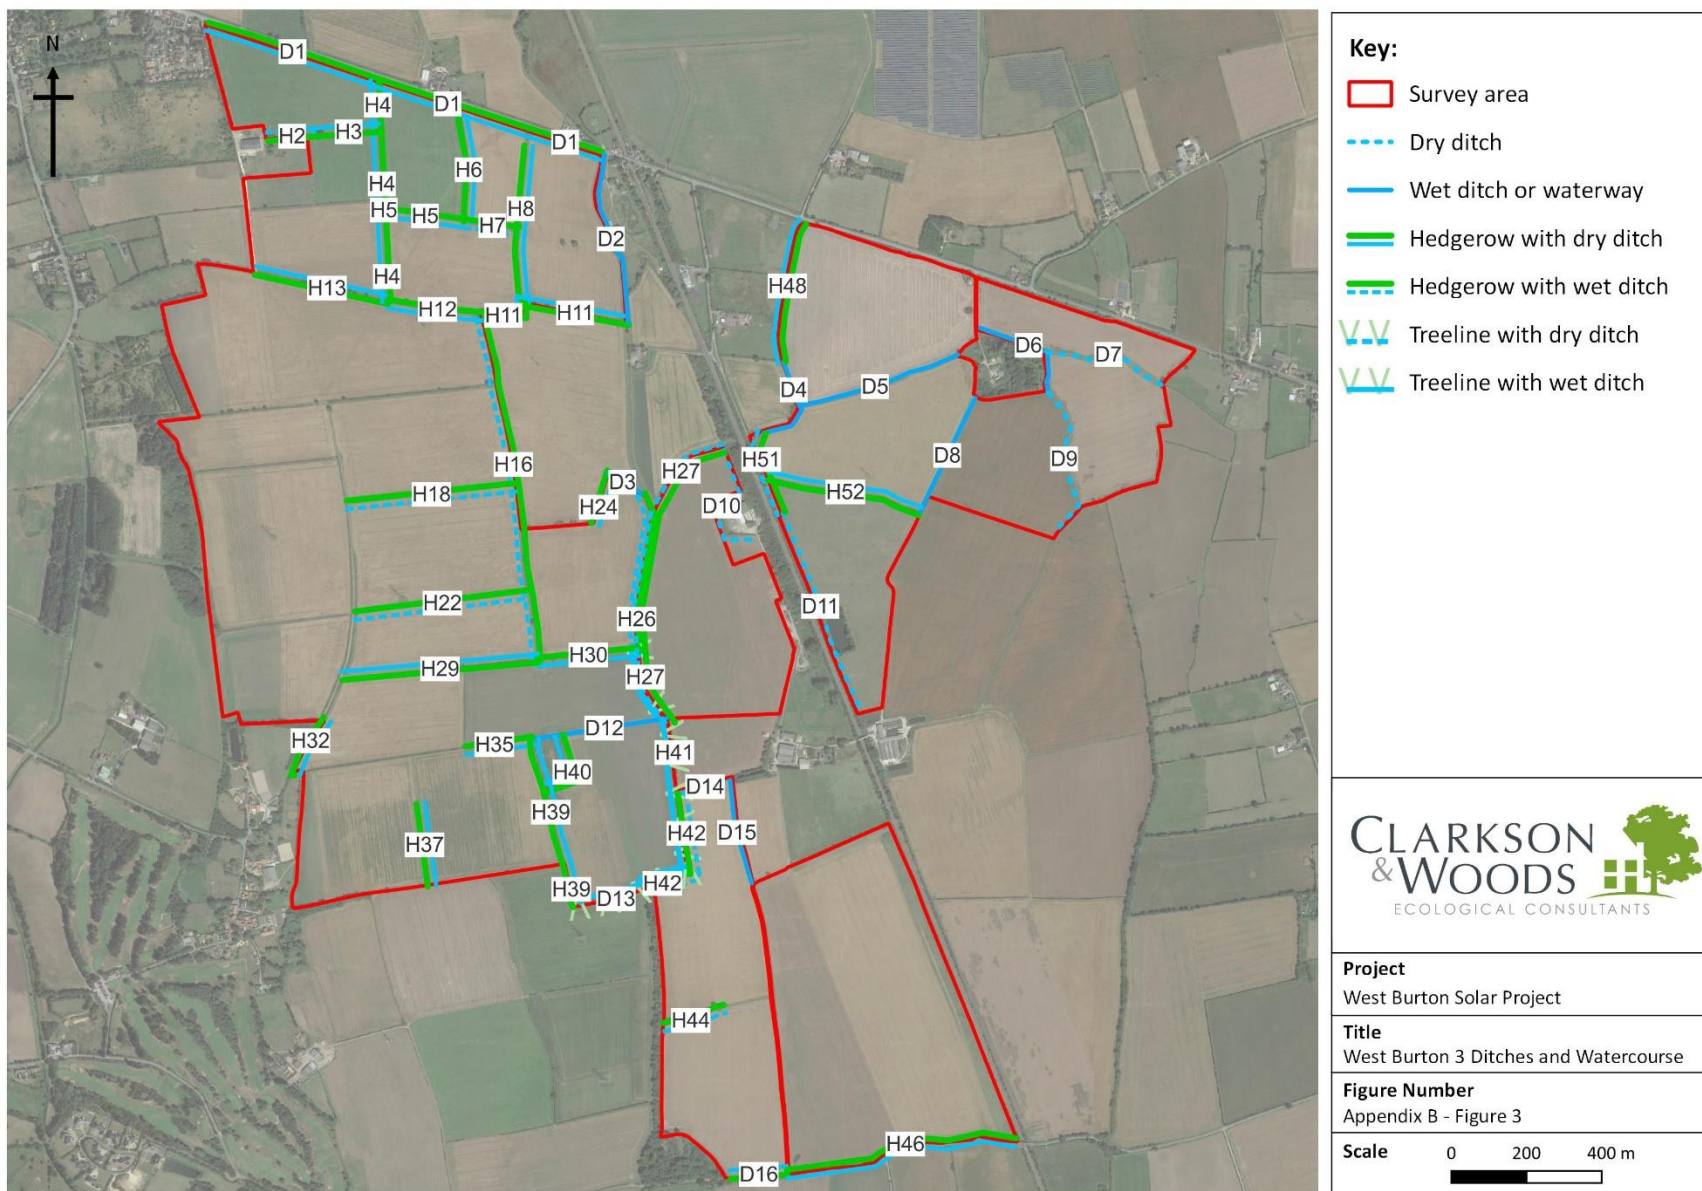 N
D1
D1
D1
H4
H2
H3
H4
H6
H5
H5
H7
H8
D2
H4
H13
H12
H11
H11
H48
D6
D7
D4
D5
H16
H18
H24
D3
H27
H51
D8
D9
H52
D10
D11
H22
H26
H29
H30
H27
H32
H35
D12
H41
H40
D14
H39
H37
H42
D15
H39
D13
H42
H44
H46
D16
Key:
Survey area
Dry ditch
Wet ditch or waterway
Hedgerow with dry ditch
Hedgerow with wet ditch
Treeline with dry ditch
Treeline with wet ditch
CLARKSON
&WOODS
ECOLOGICAL CONSULTANTS
Project
West Burton Solar Project
Title
West Burton 3 Ditches and Watercourse
Figure Number
Appendix B - Figure 3
Scale
0 200 400 m